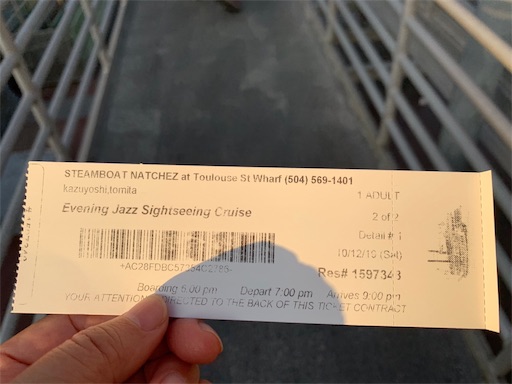 STEAMBOAT NATCHEZ at Toulouse St Wharf (504) 569-1401
kazuyoshi,tomita
1 ADULT
Evening Jazz Sightseeing Cruise
2 of 2
Detail # 1
10/12/19 (Sat)
Res# 1597343
Boarding 6:00 pm Depart 7:00 pm Arrives 9:00 pm
YOUR ATTENTION DIRECTED TO THE BACK OF THIS TICKET CONTRACT